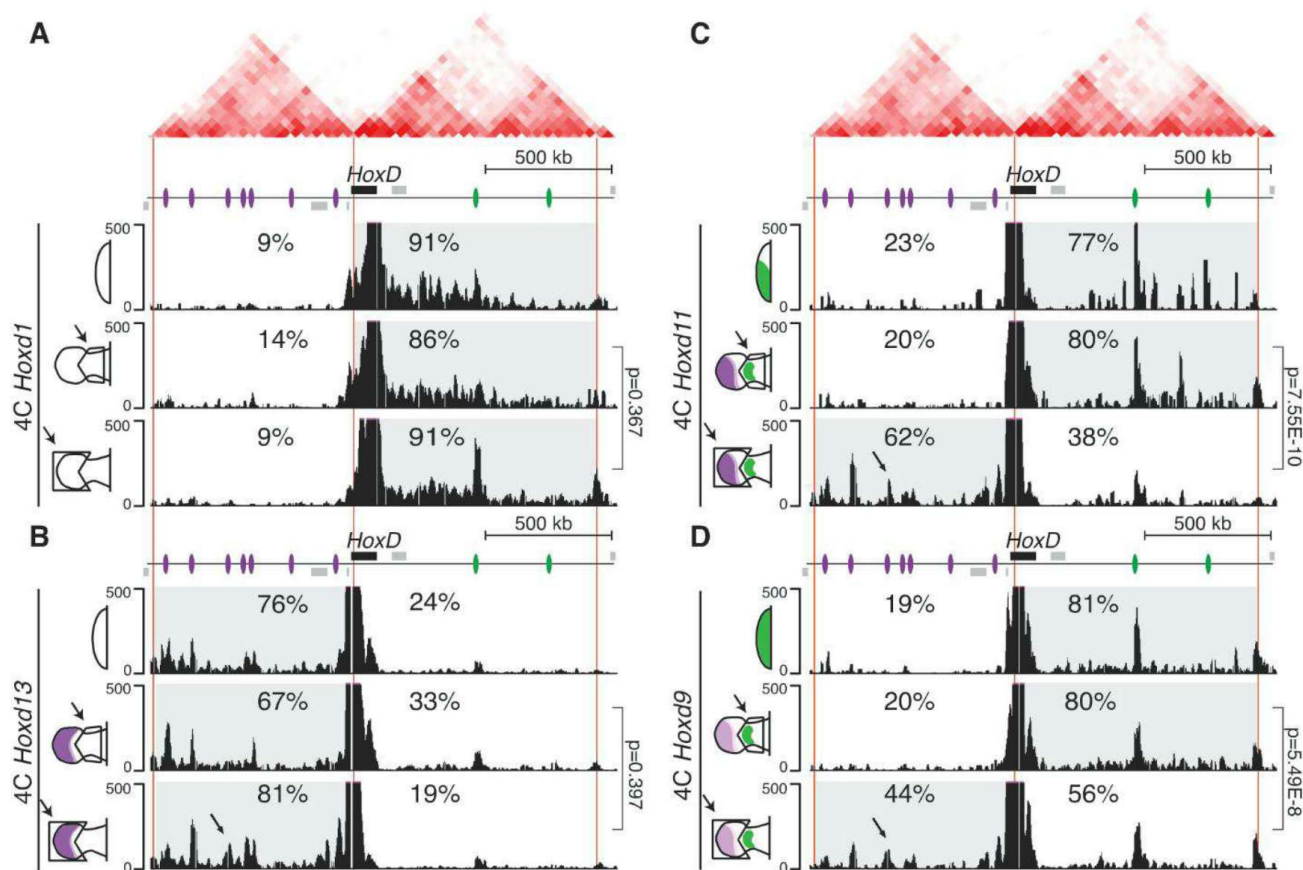 A
500 kb
HoxD
4C Hoxd1
500
9%
91%
0
500
14%
86%
0
500
9%
91%
0
p=0.367
B
500 kb
HoxD
4C Hoxd13
500
76%
24%
0
500
67%
33%
0
500
81%
19%
0
p=0.397
C
500 kb
HoxD
4C Hoxd11
500
23%
77%
0
500
20%
80%
0
500
62%
38%
0
p=7.55E-10
D
500 kb
HoxD
4C Hoxd9
500
19%
81%
0
500
20%
80%
0
500
44%
56%
0
p=5.49E-8